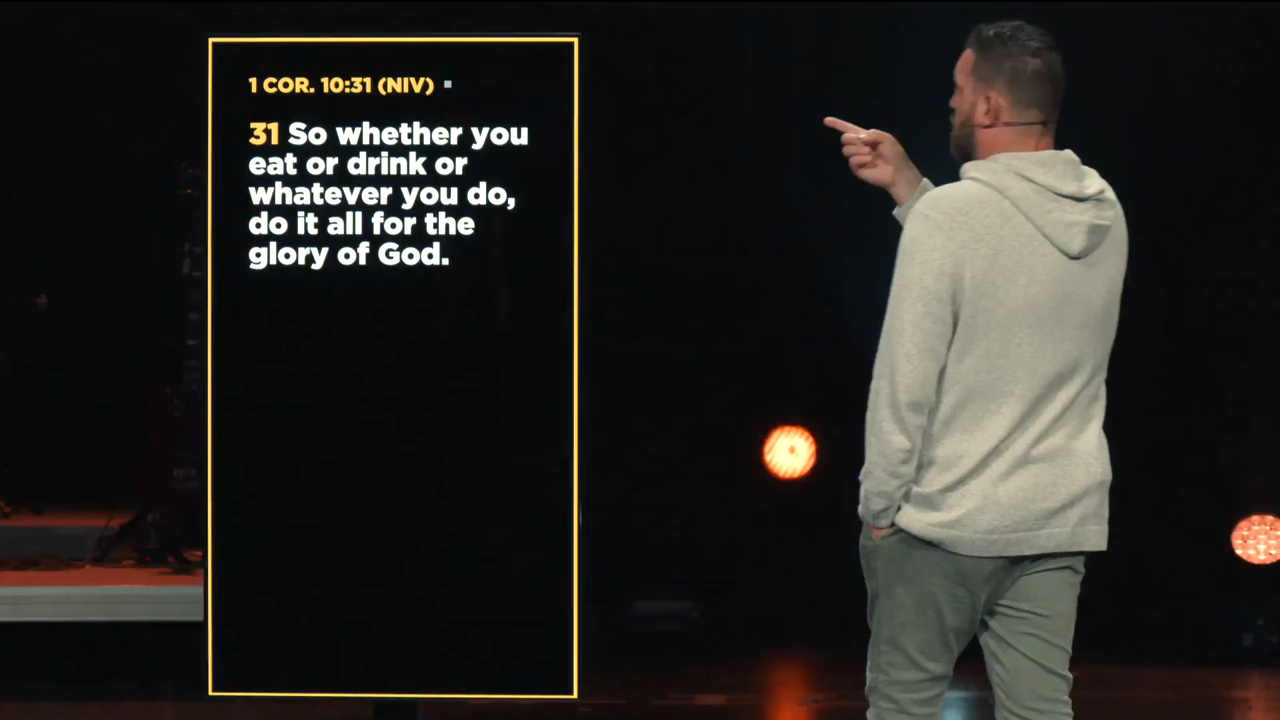 1 COR. 10:31 (NIV)
31 So whether you
eat or drink or
whatever you do,
do it all for the
glory of God.